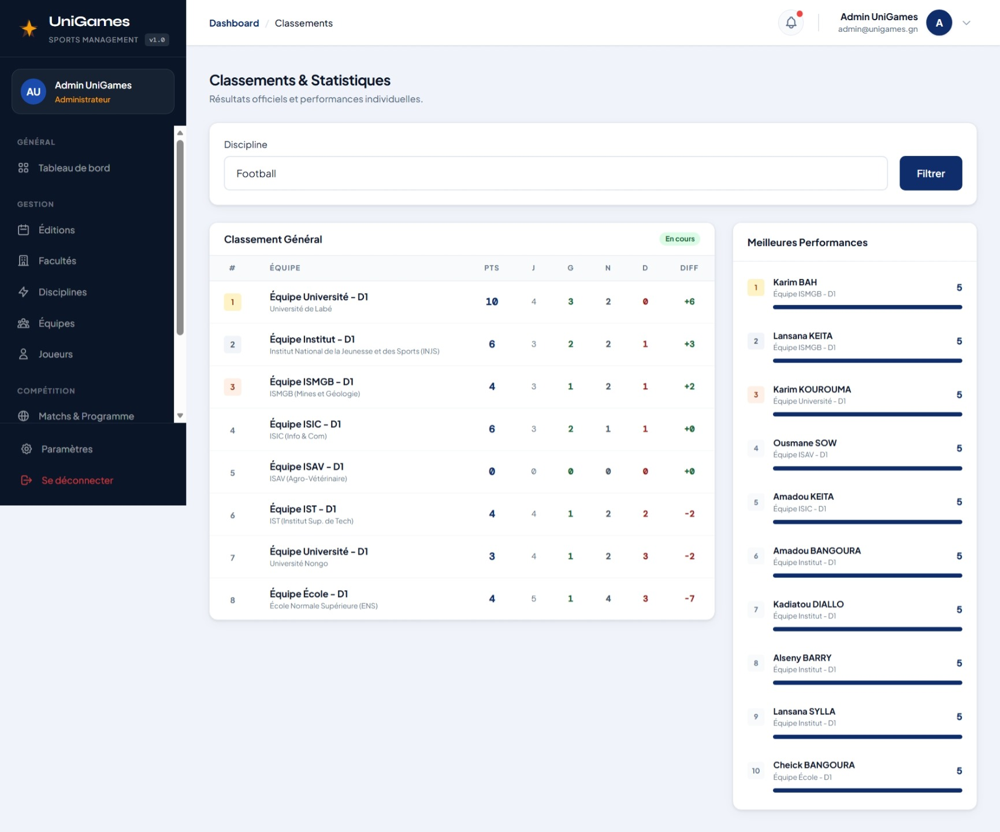 UniGames
SPORTS MANAGEMENT v1.0
AU
Admin UniGames
Administrateur
GÉNÉRAL
Tableau de bord
GESTION
Éditions
Facultés
Disciplines
Équipes
Joueurs
COMPÉTITION
Matchs & Programme
Paramètres
Se déconnecter
Dashboard / Classements
Admin UniGames
admin@unigames.gn
A
Classements & Statistiques
Résultats officiels et performances individuelles.
Discipline
Football
Filtrer
Classement Général En cours
# ÉQUIPE PTS J G N D DIFF
1 Équipe Université - D1 10 4 3 2 0 +6
Université de Labé
2 Équipe Institut - D1 6 3 2 2 1 +3
Institut National de la Jeunesse et des Sports (INJS)
3 Équipe ISMGB - D1 4 3 1 2 1 +2
ISMGB (Mines et Géologie)
4 Équipe ISIC - D1 6 3 2 1 1 +0
ISIC (Info & Com)
5 Équipe ISAV - D1 0 0 0 0 0 +0
ISAV (Agro-Vétérinaire)
6 Équipe IST - D1 4 4 1 2 2 -2
IST (Institut Sup. de Tech)
7 Équipe Université - D1 3 4 1 2 3 -2
Université Nongo
8 Équipe École - D1 4 5 1 4 3 -7
École Normale Supérieure (ENS)
Meilleures Performances
1 Karim BAH 5
Équipe ISMGB - D1
2 Lansana KEITA 5
Équipe ISMGB - D1
3 Karim KOUROUMA 5
Équipe Université - D1
4 Ousmane SOW 5
Équipe ISAV - D1
5 Amadou KEITA 5
Équipe ISIC - D1
6 Amadou BANGOURA 5
Équipe Institut - D1
7 Kadiatou DIALLO 5
Équipe Institut - D1
8 Alseny BARRY 5
Équipe Institut - D1
9 Lansana SYLLA 5
Équipe Institut - D1
10 Cheick BANGOURA 5
Équipe École - D1